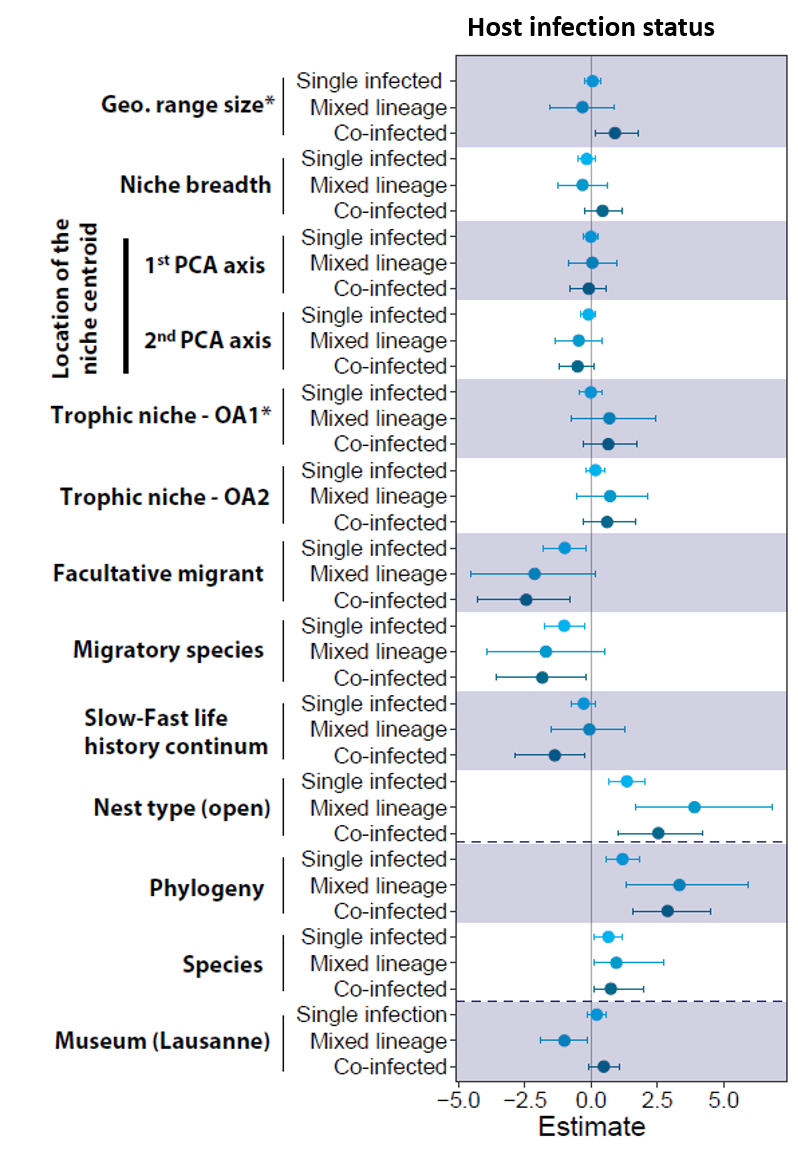 Host infection status
Geo. range size*
Single infected
Mixed lineage
Co-infected
Niche breadth
Single infected
Mixed lineage
Co-infected
Location of the
niche centroid
1st PCA axis
Single infected
Mixed lineage
Co-infected
2nd PCA axis
Single infected
Mixed lineage
Co-infected
Trophic niche - OA1*
Single infected
Mixed lineage
Co-infected
Trophic niche - OA2
Single infected
Mixed lineage
Co-infected
Facultative migrant
Single infected
Mixed lineage
Co-infected
Migratory species
Single infected
Mixed lineage
Co-infected
Slow-Fast life
history continum
Single infected
Mixed lineage
Co-infected
Nest type (open)
Single infected
Mixed lineage
Co-infected
Phylogeny
Single infected
Mixed lineage
Co-infected
Species
Single infected
Mixed lineage
Co-infected
Museum (Lausanne)
Single infection
Mixed lineage
Co-infected
−5.0 −2.5 0.0 2.5 5.0
Estimate